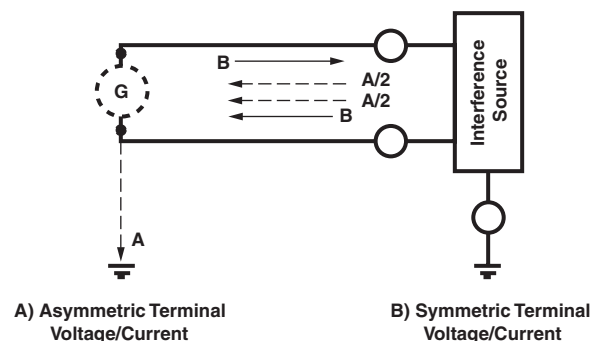 B
A/2
G
A/2
B
Interference
Source
A
A) Asymmetric Terminal
Voltage/Current
B) Symmetric Terminal
Voltage/Current